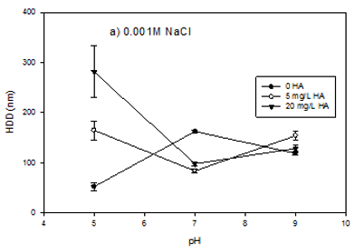 400
a) 0.001M NaCl
300
0 HA
5 mg/L HA
20 mg/L HA
HDD (nm)
200
100
0
4 5 6 7 8 9 10
pH